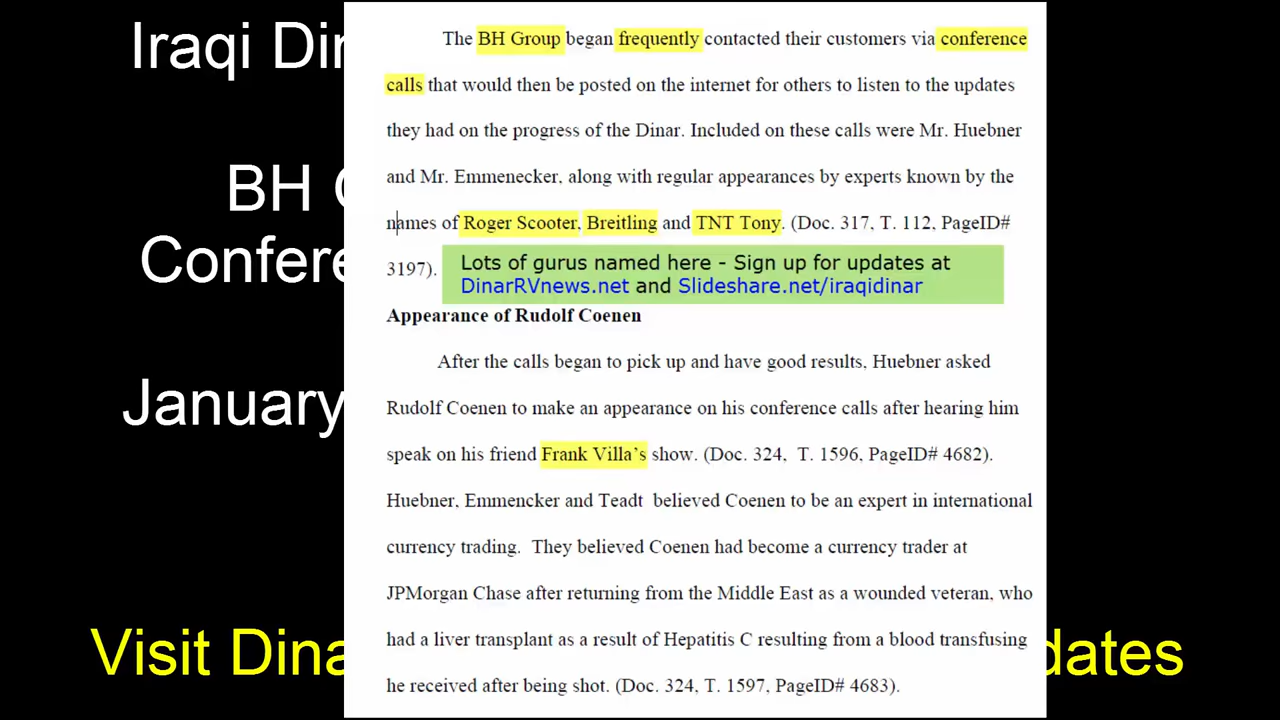 Iraqi Din
BH
Confere
January
Visit Dina
dates
The BH Group began frequently contacted their customers via conference
calls that would then be posted on the internet for others to listen to the updates
they had on the progress of the Dinar. Included on these calls were Mr. Huebner
and Mr. Emmenecker, along with regular appearances by experts known by the
names of Roger Scooter, Breitling and TNT Tony. (Doc. 317, T. 112, PageID#
3197).
Lots of gurus named here - Sign up for updates at
DinarRVnews.net and Slideshare.net/iraqidinar
Appearance of Rudolf Coenen
After the calls began to pick up and have good results, Huebner asked
Rudolf Coenen to make an appearance on his conference calls after hearing him
speak on his friend Frank Villa’s show. (Doc. 324, T. 1596, PageID# 4682).
Huebner, Emmencker and Teadt believed Coenen to be an expert in international
currency trading. They believed Coenen had become a currency trader at
JPMorgan Chase after returning from the Middle East as a wounded veteran, who
had a liver transplant as a result of Hepatitis C resulting from a blood transfusing
he received after being shot. (Doc. 324, T. 1597, PageID# 4683).